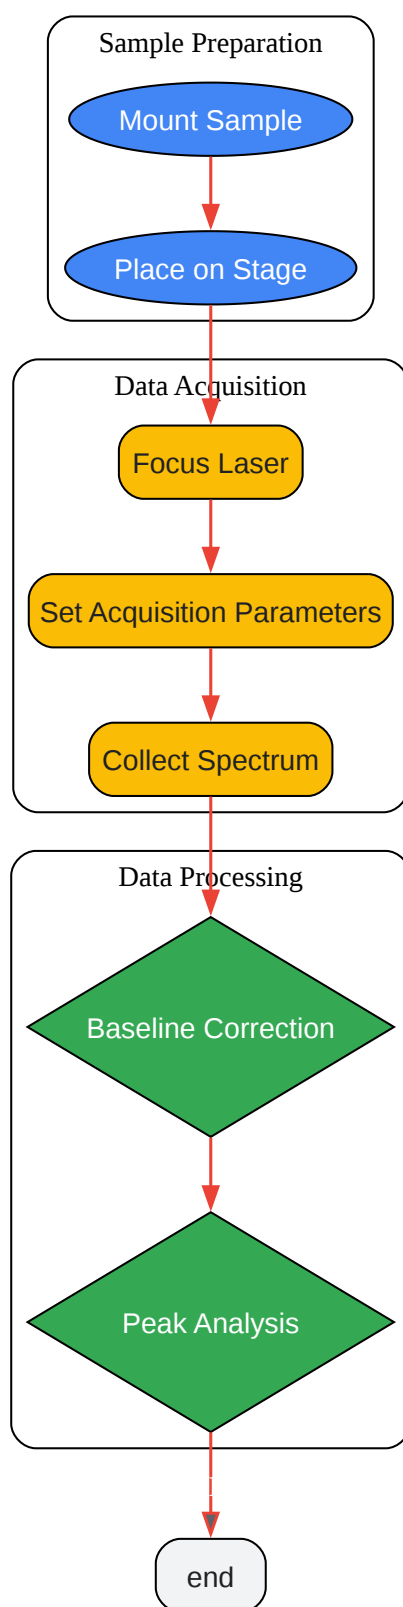 Sample Preparation
Mount Sample
Place on Stage
Data Acquisition
Focus Laser
Set Acquisition Parameters
Collect Spectrum
Data Processing
Baseline Correction
Peak Analysis
end